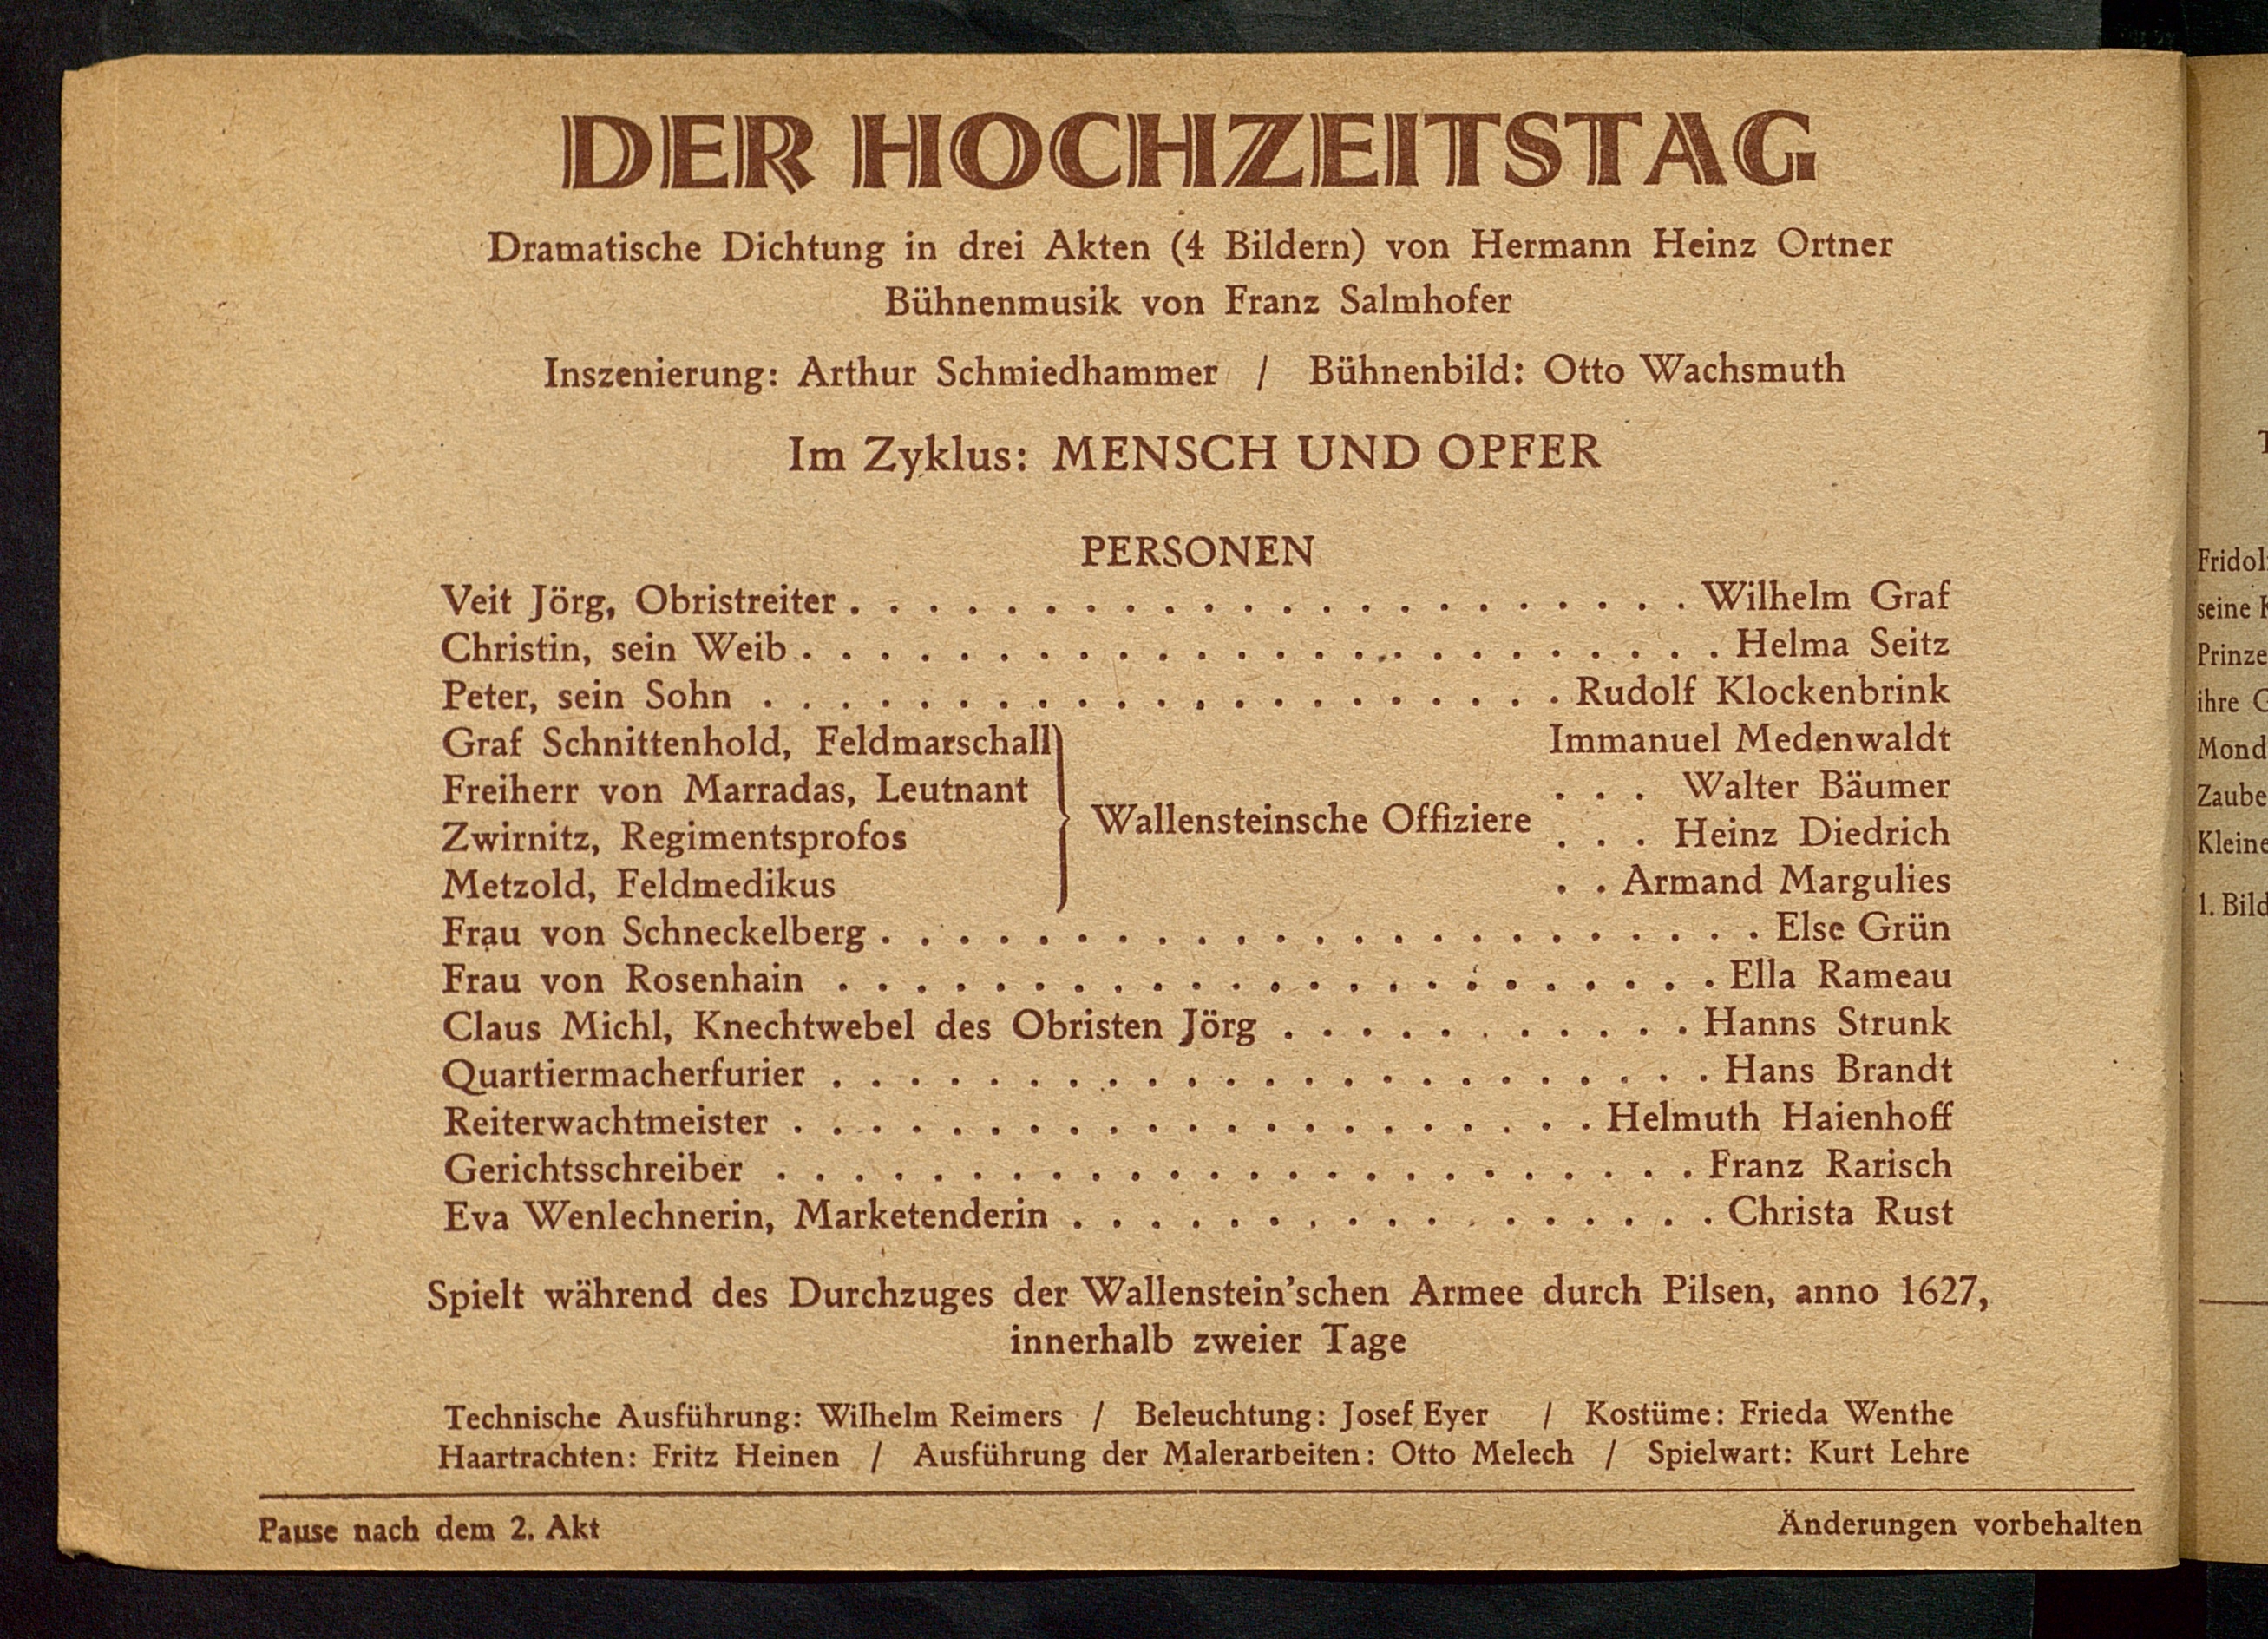 DER HOCHZEITSTAG
Dramatische Dichtung in drei Akten (4 Bildern) von Hermann Heinz Ortner
Bühnenmusik von Franz Salmhofer
Inszenierung: Arthur Schmiedhammer / Bühnenbild: Otto Wachsmuth
Im Zyklus: MENSCH UND OPFER
PERSONEN
Veit Jörg, Obristreiter . . . . . . . . . . . . . . . . . . . . . . Wilhelm Graf
Christin, sein Weib . . . . . . . . . . . . . . . . . . . . . . . . Helma Seitz
Peter, sein Sohn . . . . . . . . . . . . . . . . . . . . . Rudolf Klockenbrink
Graf Schnittenhold, Feldmarschall Immanuel Medenwaldt
Freiherr von Marradas, Leutnant . . . Walter Bäumer
Wallensteinsche Offiziere
Zwirnitz, Regimentsprofos . . . Heinz Diedrich
Metzold, Feldmedikus . . Armand Margulies
Frau von Schneckelberg . . . . . . . . . . . . . . . . . . . . . . . Else Grün
Frau von Rosenhain . . . . . . . . . . . . . . . . . . . . . . . Ella Rameau
Claus Michl, Knechtwebel des Obristen Jörg . . . . . . . . . . . Hanns Strunk
Quartiermacherfurier . . . . . . . . . . . . . . . . . . . . . . . Hans Brandt
Reiterwachtmeister . . . . . . . . . . . . . . . . . . . . . Helmuth Haienhoff
Gerichtsschreiber . . . . . . . . . . . . . . . . . . . . . . . . Franz Rarisch
Eva Wenlechnerin, Marketenderin . . . . . . . . . . . . . . . . . Christa Rust
Spielt während des Durchzuges der Wallenstein'schen Armee durch Pilsen, anno 1627,
innerhalb zweier Tage
Technische Ausführung: Wilhelm Reimers / Beleuchtung: Josef Eyer / Kostüme: Frieda Wenthe
Haartrachten: Fritz Heinen / Ausführung der Malerarbeiten: Otto Melech / Spielwart: Kurt Lehre
Pause nach dem 2. Akt Änderungen vorbehalten
seine
ihre
1. Bild